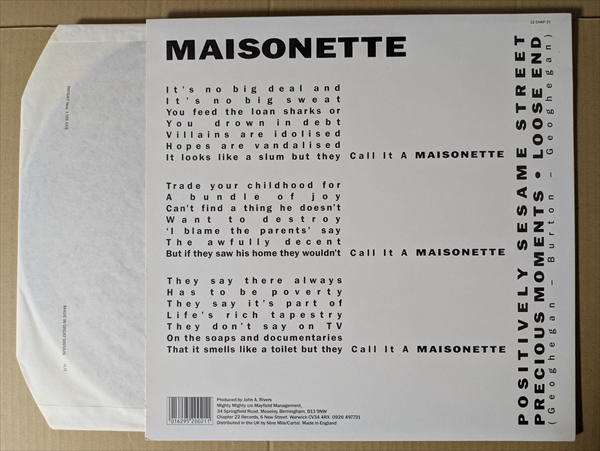 12 CHAP 21
MAISONETTE
It's no big deal and
It's no big sweat
You feed the loan sharks or
You drown in debt
Villains are idolised
Hopes are vandalised
It looks like a slum but they Call It A MAISONETTE
Trade your childhood for
A bundle of joy
Can't find a thing he doesn't
Want to destroy
'I blame the parents' say
The awfully decent
But if they saw his home they wouldn't Call It A MAISONETTE
They say there always
Has to be poverty
They say it's part of
Life's rich tapestry
They don't say on TV
On the soaps and documentaries
That it smells like a toilet but they Call It A MAISONETTE
POSITIVELY SESAME STREET
PRECIOUS MOMENTS • LOOSE END
(Geoghegan – Burton – Geoghegan)
Produced by John A. Rivers
Mighty Mighty c/o Mayfield Management,
34 Springfield Road, Moseley, Birmingham. B13 9NW
Chapter 22 Records, 6 New Street, Warwick CV34 4RX. 0926 497731
Distributed in the UK by Nine Mile/Cartel. Made in England
5016295200211
MADE IN GREAT BRITAIN